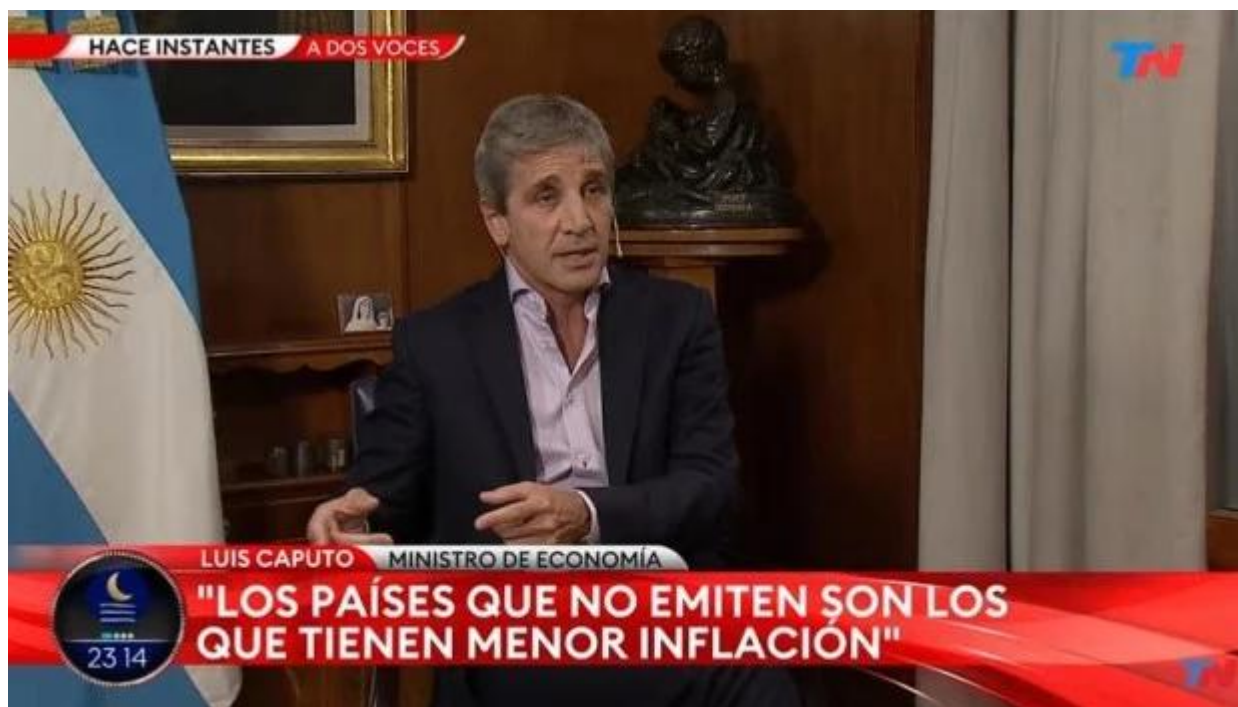 HACE INSTANTES A DOS VOCES
TN
LUIS CAPUTO MINISTRO DE ECONOMÍA
"LOS PAÍSES QUE NO EMITEN SON LOS
QUE TIENEN MENOR INFLACIÓN"
23 14
TN